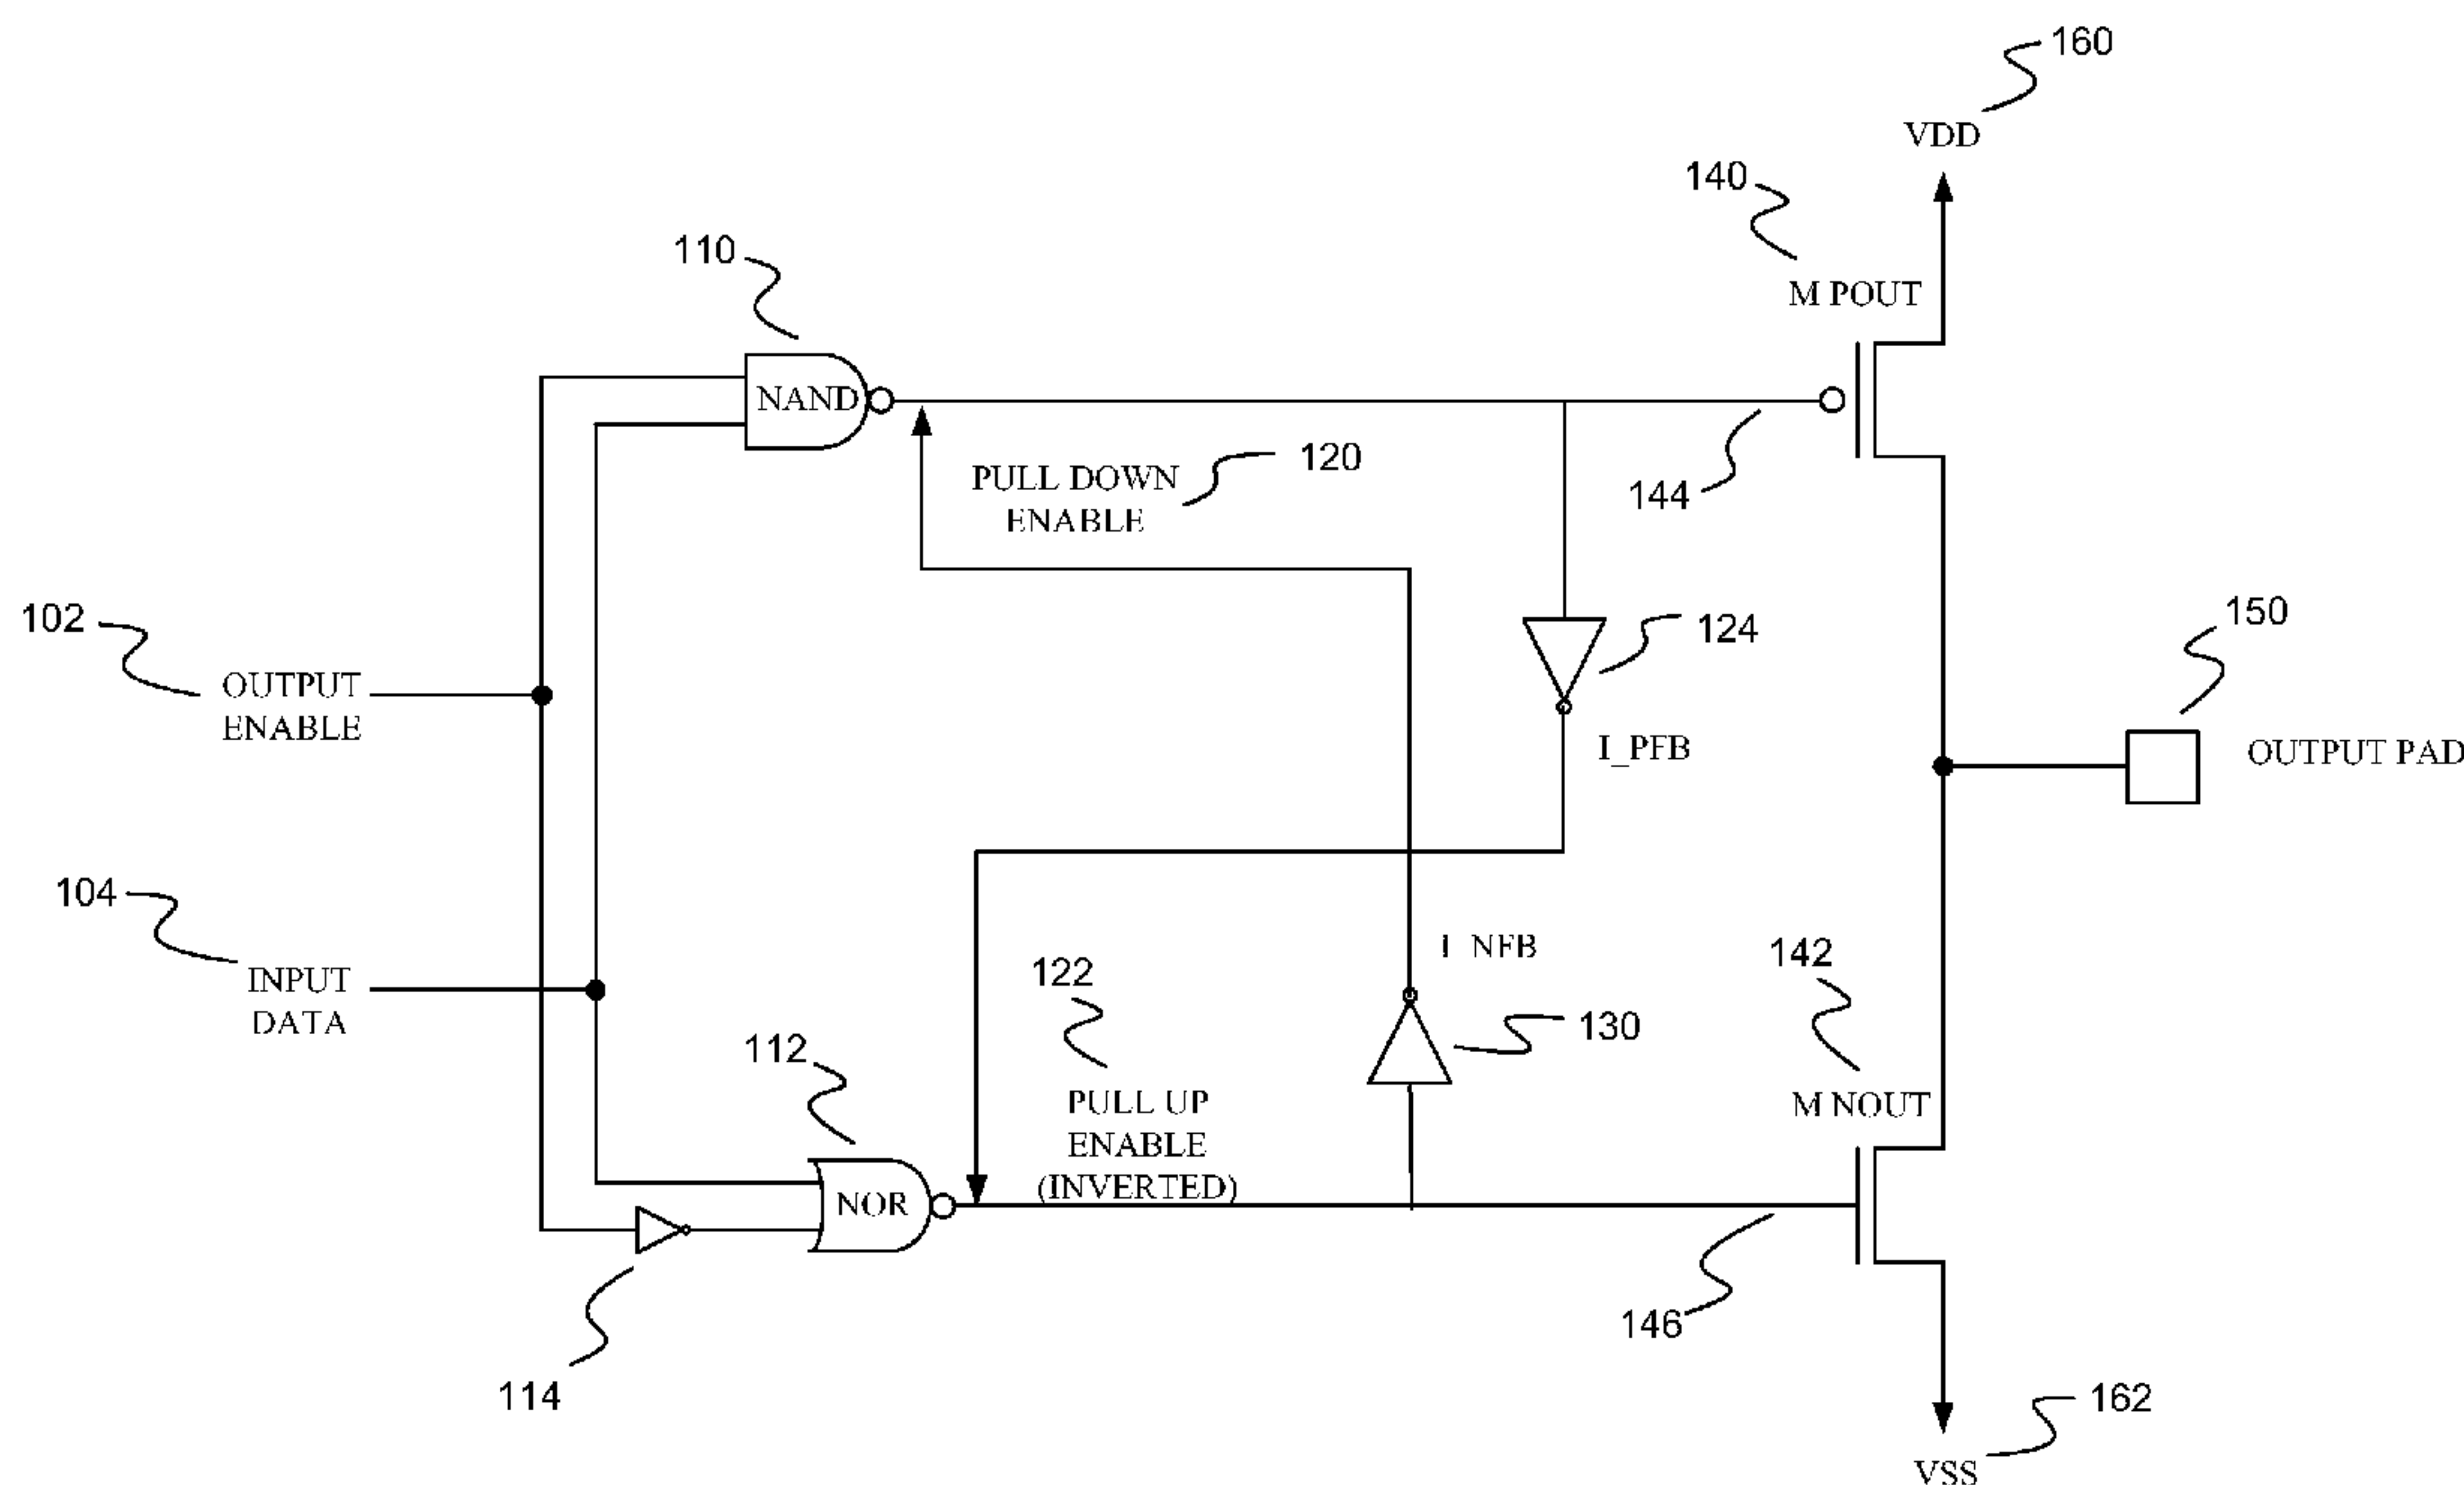 160
VDD
140
M POUT
110
NAND
PULL DOWN
ENABLE
120
144
102
OUTPUT
ENABLE
124
I_PFB
150
OUTPUT PAD
104
INPUT
DATA
I NFB
122
PULL UP
ENABLE
(INVERTED)
130
142
M NOUT
112
NOR
114
146
162
VSS